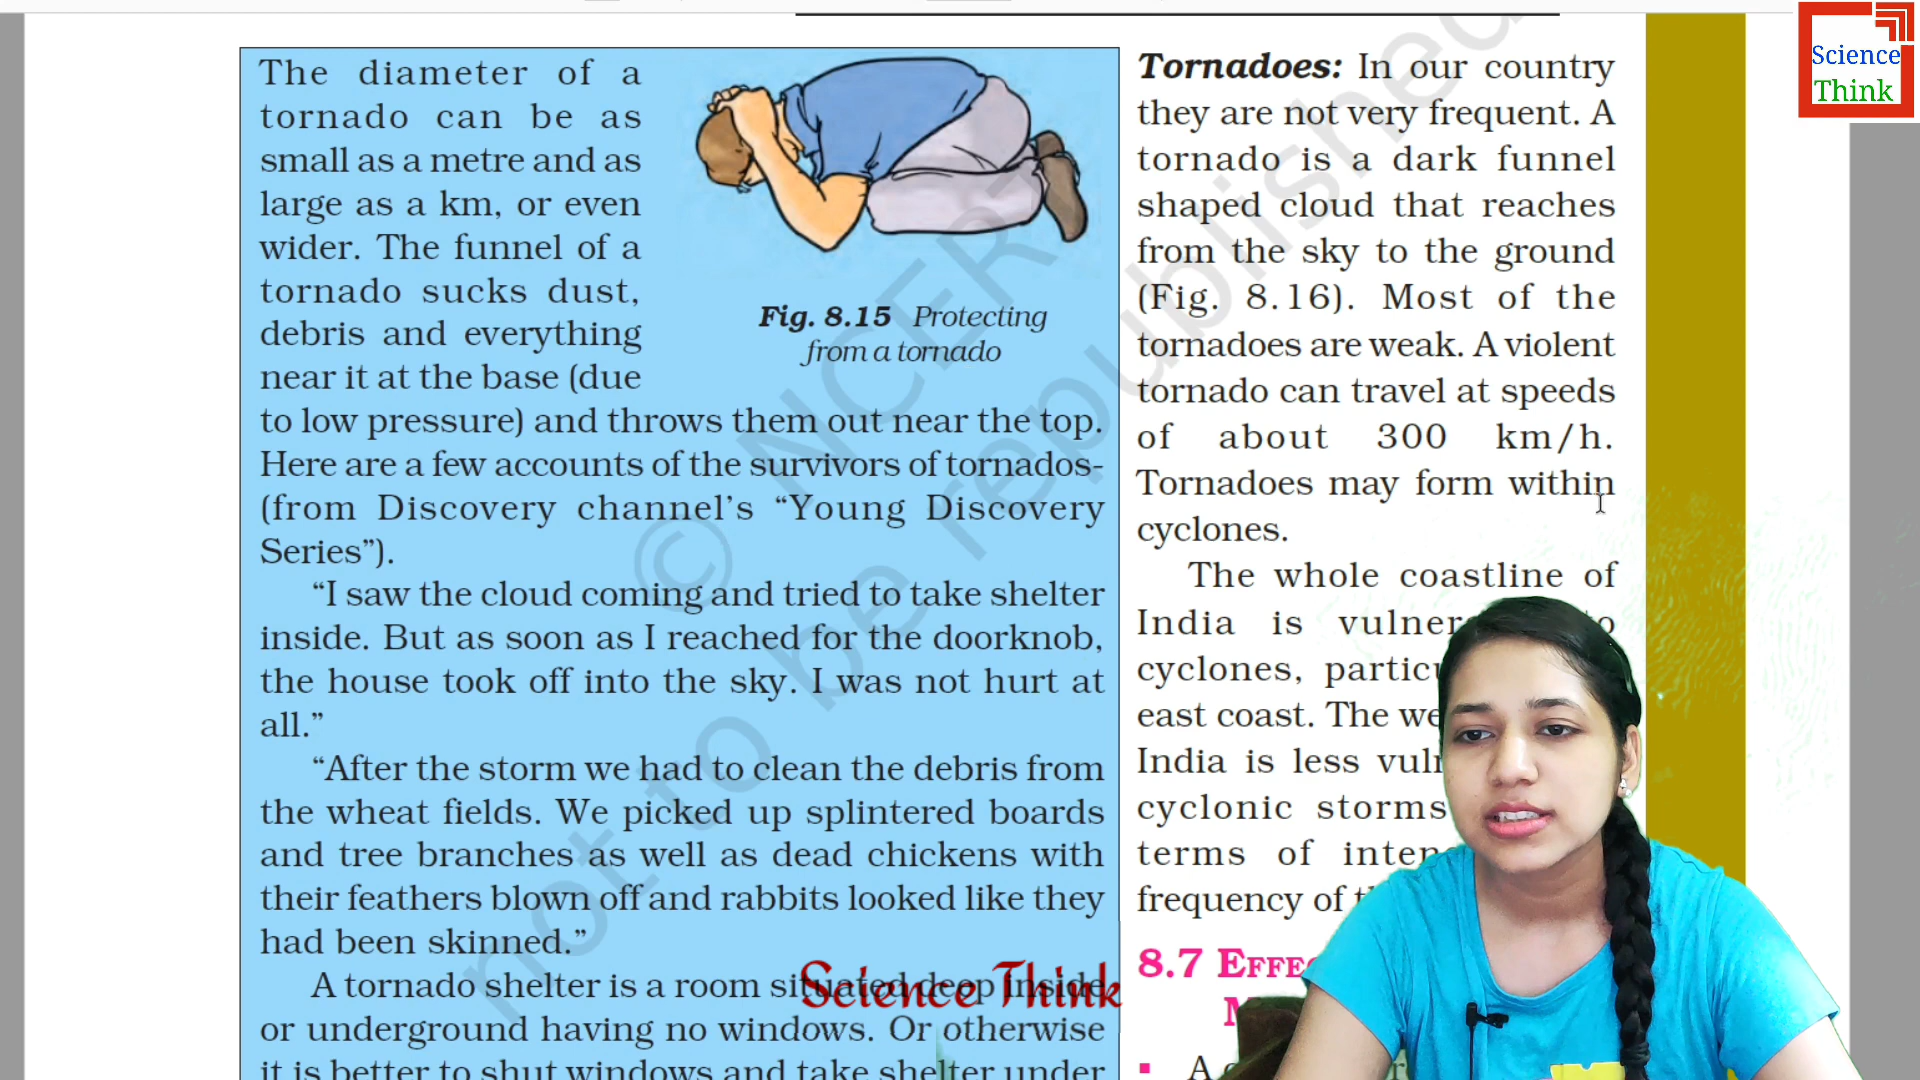 The diameter of a
tornado can be as
small as a metre and as
large as a km, or even
wider. The funnel of a
tornado sucks dust,
debris and everything
near it at the base (due
to low pressure) and throws them out near the top.
Here are a few accounts of the survivors of tornados-
(from Discovery channel's “Young Discovery
Series”).
“I saw the cloud coming and tried to take shelter
inside. But as soon as I reached for the doorknob,
the house took off into the sky. I was not hurt at
all.”
“After the storm we had to clean the debris from
the wheat fields. We picked up splintered boards
and tree branches as well as dead chickens with
their feathers blown off and rabbits looked like they
had been skinned.”
A tornado shelter is a room situated deep inside
or underground having no windows. Or otherwise
it is better to shut windows and take shelter under
Fig. 8.15 Protecting
from a tornado
Tornadoes: In our country
they are not very frequent. A
tornado is a dark funnel
shaped cloud that reaches
from the sky to the ground
(Fig. 8.16). Most of the
tornadoes are weak. A violent
tornado can travel at speeds
of about 300 km/h.
Tornadoes may form within
cyclones.
The whole coastline of
India is
cyclones,
east coast. The
India is less
cyclonic storms
terms of
frequency of
8.7
© NCERT
not to be republished
Science Think
Science
Think